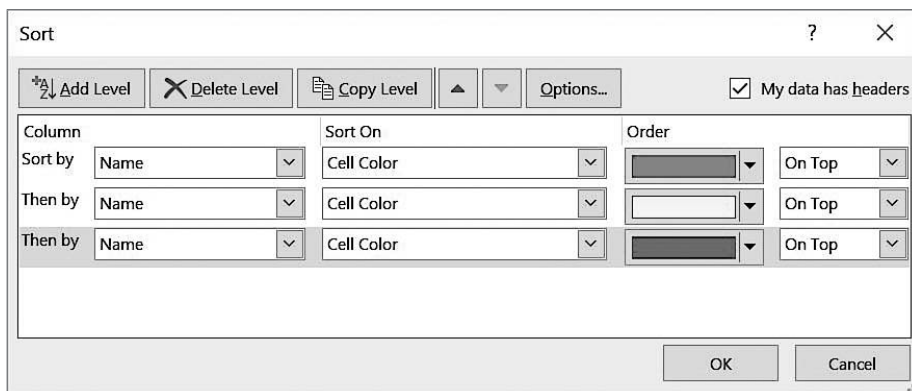 Sort ?
Add Level Delete Level Copy Level Options... My data has headers
Column Sort On Order
Sort by Name Cell Color On Top
Then by Name Cell Color On Top
Then by Name Cell Color On Top
OK Cancel